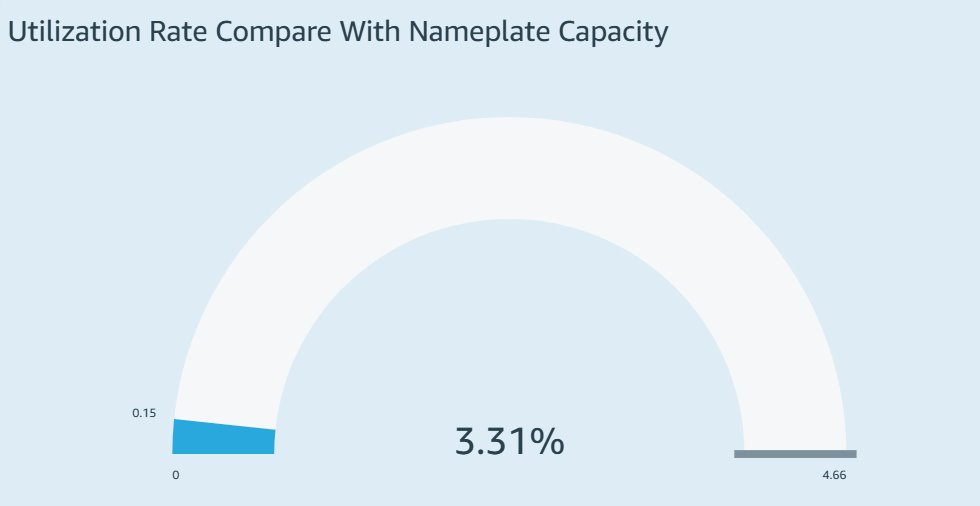 Utilization Rate Compare With Nameplate Capacity
0.15
3.31%
0
4.66